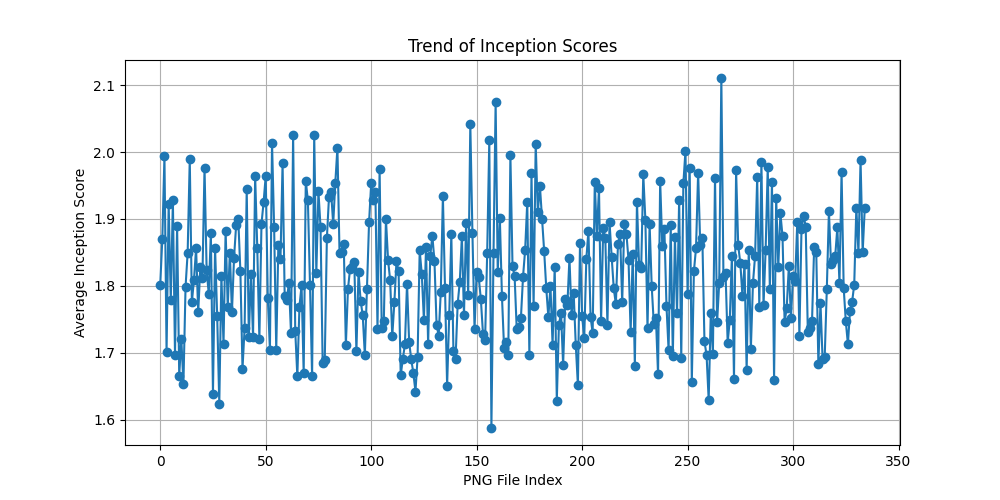 Trend of Inception Scores
Average Inception Score
2.1
2.0
1.9
1.8
1.7
1.6
0 50 100 150 200 250 300 350
PNG File Index